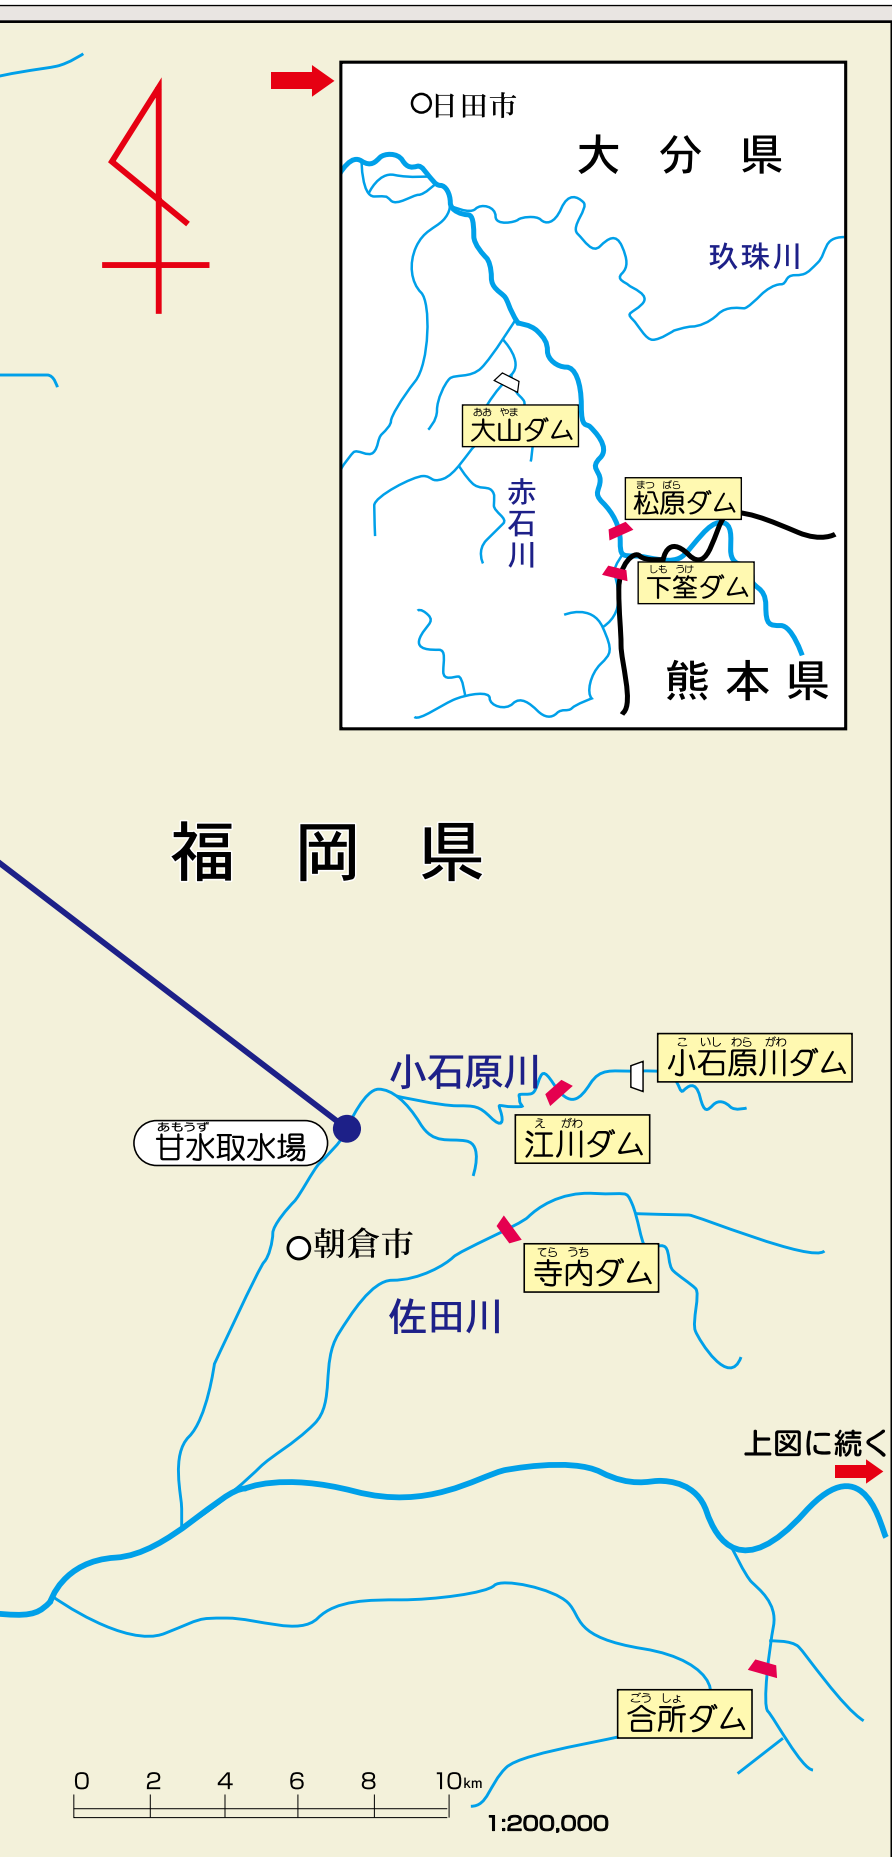 日田市
大分県
玖珠川
おお やま
大山ダム
赤石川
まつ ばら
松原ダム
しも うけ
下筌ダム
熊本県
福岡県
こ いし わら がわ
小石原川ダム
小石原川
え がわ
江川ダム
あもうず
甘水取水場
朝倉市
てら うち
寺内ダム
佐田川
上図に続く
ごう しょ
合所ダム
0 2 4 6 8 10km
1:200,000